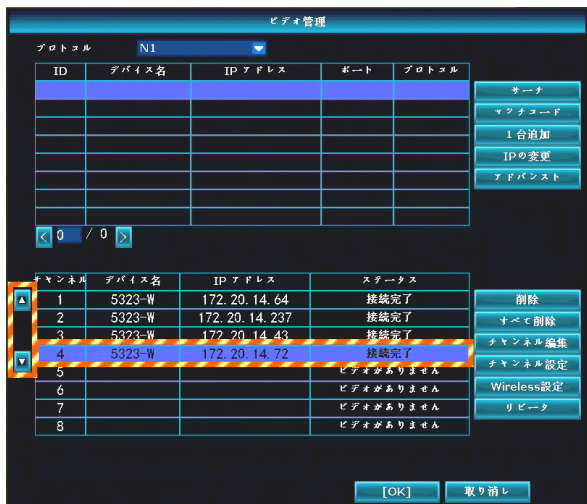 ビデオ管理
プロトコル N1
ID デバイス名 IPアドレス ポート プロトコル
サーチ
マッチコード
1台追加
IPの変更
アドバンスト
< 0 / 0 >
チャンネル デバイス名 IPアドレス ステータス
1 5323-W 172.20.14.64 接続完了
2 5323-W 172.20.14.237 接続完了
3 5323-W 172.20.14.43 接続完了
4 5323-W 172.20.14.72 接続完了
5 ビデオがありません
6 ビデオがありません
7 ビデオがありません
8 ビデオがありません
削除
すべて削除
チャンネル編集
チャンネル設定
Wireless設定
リピータ
[OK] 取り消し